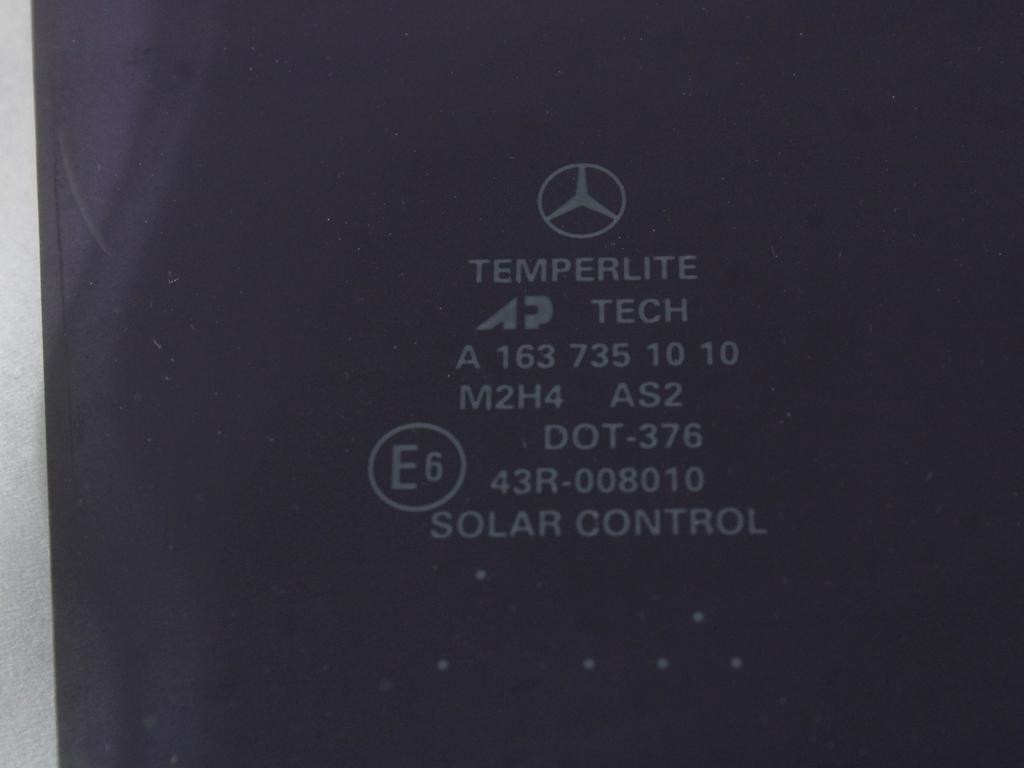 TEMPERLITE
AP TECH
A 163 735 10 10
M2H4 AS2
DOT-376
E6 43R-008010
SOLAR CONTROL